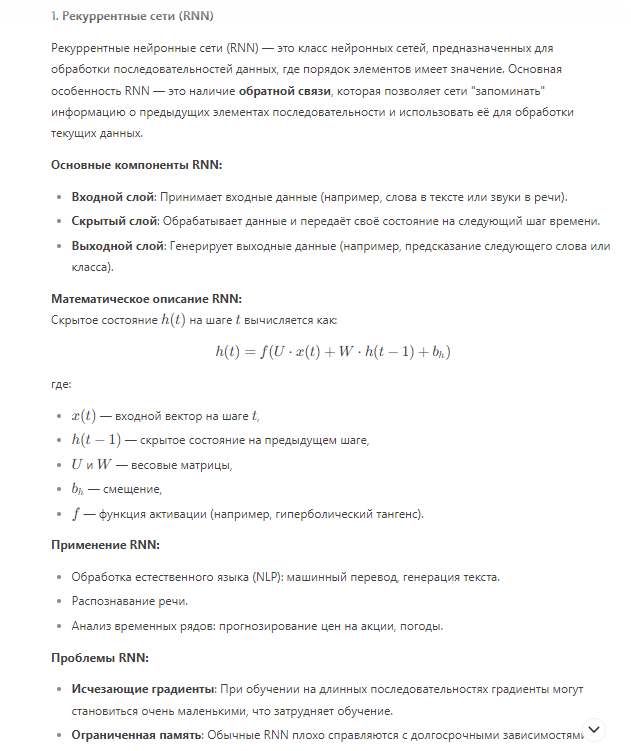 1. Рекуррентные сети (RNN)
Рекуррентные нейронные сети (RNN) — это класс нейронных сетей, предназначенных для
обработки последовательностей данных, где порядок элементов имеет значение. Основная
особенность RNN — это наличие обратной связи, которая позволяет сети "запоминать"
информацию о предыдущих элементах последовательности и использовать её для обработки
текущих данных.
Основные компоненты RNN:
• Входной слой: Принимает входные данные (например, слова в тексте или звуки в речи).
• Скрытый слой: Обрабатывает данные и передаёт своё состояние на следующий шаг времени.
• Выходной слой: Генерирует выходные данные (например, предсказание следующего слова или
класса).
Математическое описание RNN:
Скрытое состояние h(t) на шаге t вычисляется как:
h(t) = f(U · x(t) + W · h(t − 1) + b_h)
где:
• x(t) — входной вектор на шаге t,
• h(t − 1) — скрытое состояние на предыдущем шаге,
• U и W — весовые матрицы,
• b_h — смещение,
• f — функция активации (например, гиперболический тангенс).
Применение RNN:
• Обработка естественного языка (NLP): машинный перевод, генерация текста.
• Распознавание речи.
• Анализ временных рядов: прогнозирование цен на акции, погоды.
Проблемы RNN:
• Исчезающие градиенты: При обучении на длинных последовательностях градиенты могут
становиться очень маленькими, что затрудняет обучение.
• Ограниченная память: Обычные RNN плохо справляются с долгосрочными зависимостями